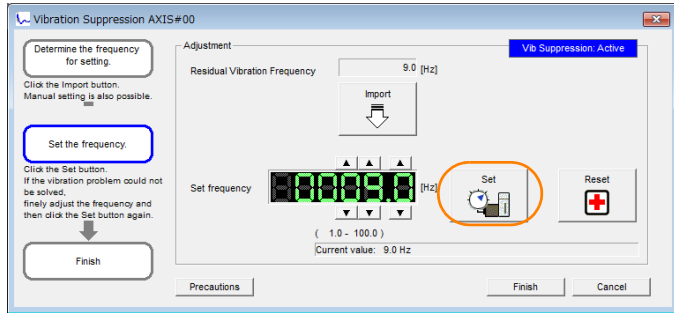 Vibration Suppression AXIS#00
Determine the frequency
for setting.
Click the Import button.
Manual setting is also possible.
Set the frequency.
Click the Set button.
If the vibration problem could not
be solved,
finely adjust the frequency and
then click the Set button again.
Finish
Adjustment
Vib Suppression: Active
Residual Vibration Frequency
9.0 [Hz]
Import
Set frequency
0009.0 [Hz]
Set
Reset
( 1.0 - 100.0 )
Current value: 9.0 Hz
Precautions
Finish
Cancel